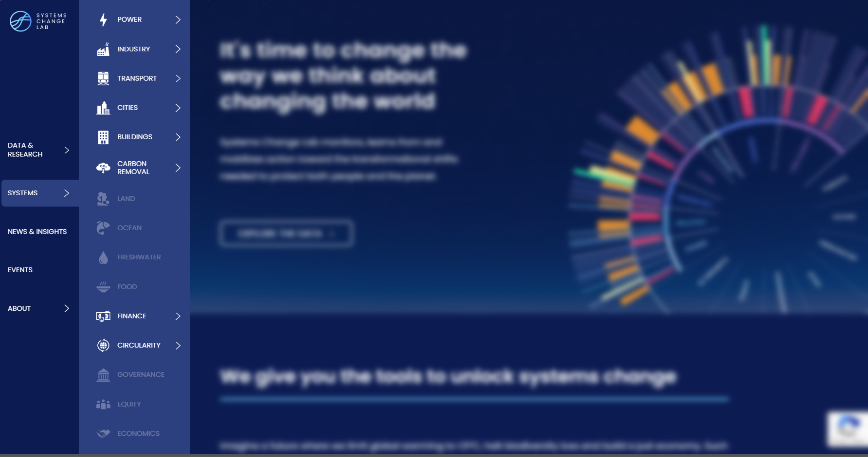 SYSTEMS
CHANGE
LAB
DATA &
RESEARCH
SYSTEMS
NEWS & INSIGHTS
EVENTS
ABOUT
POWER
INDUSTRY
TRANSPORT
CITIES
BUILDINGS
CARBON
REMOVAL
LAND
OCEAN
FRESHWATER
FOOD
FINANCE
CIRCULARITY
GOVERNANCE
EQUITY
ECONOMICS
It's time to change the
way we think about
changing the world
Systems Change Lab monitors, learns from and
mobilizes action toward the transformational shifts
needed to protect both people and the planet.
EXPLORE THE DATA
We give you the tools to unlock systems change
Imagine a future where we limit global warming to 1.5°C, halt biodiversity loss and build a just economy. Such